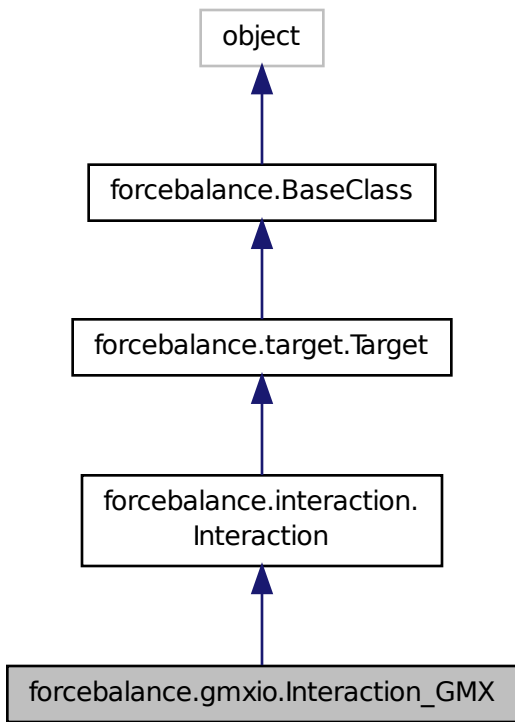 object
forcebalance.BaseClass
forcebalance.target.Target
forcebalance.interaction.
Interaction
forcebalance.gmxio.Interaction_GMX